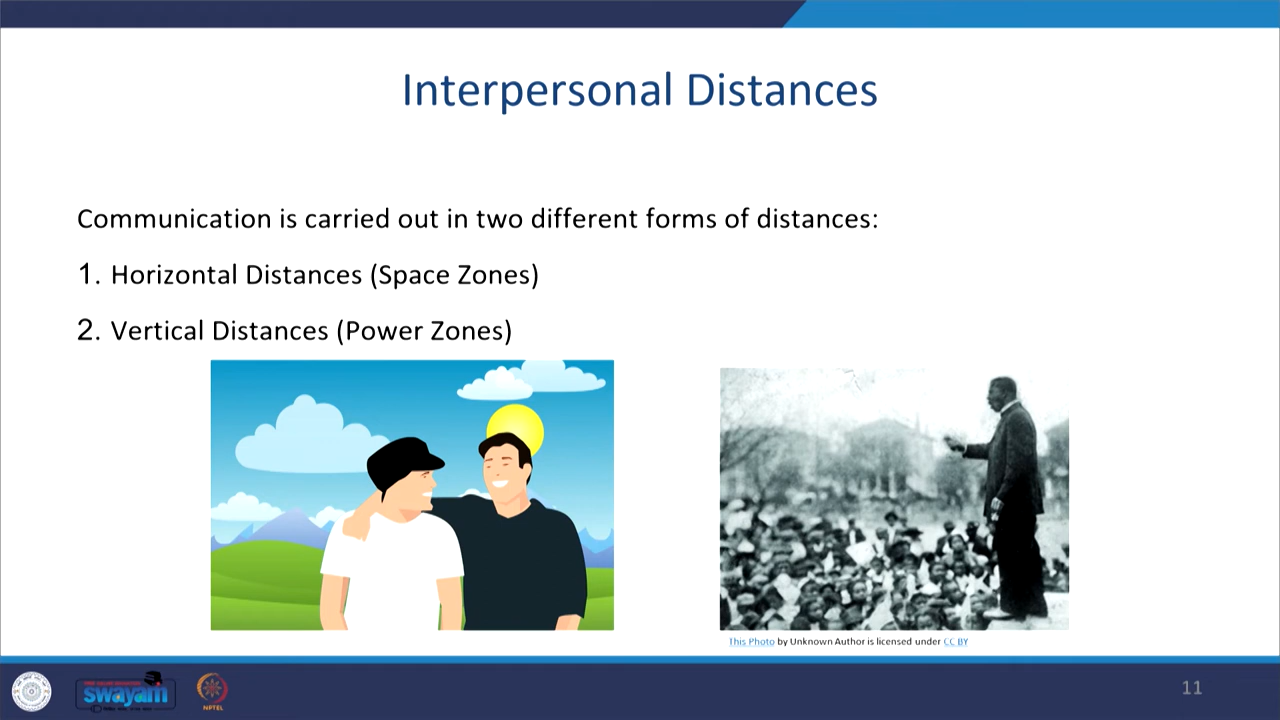 Interpersonal Distances
Communication is carried out in two different forms of distances:
1. Horizontal Distances (Space Zones)
2. Vertical Distances (Power Zones)
This Photo by Unknown Author is licensed under CC BY
swayam
NPTEL
11